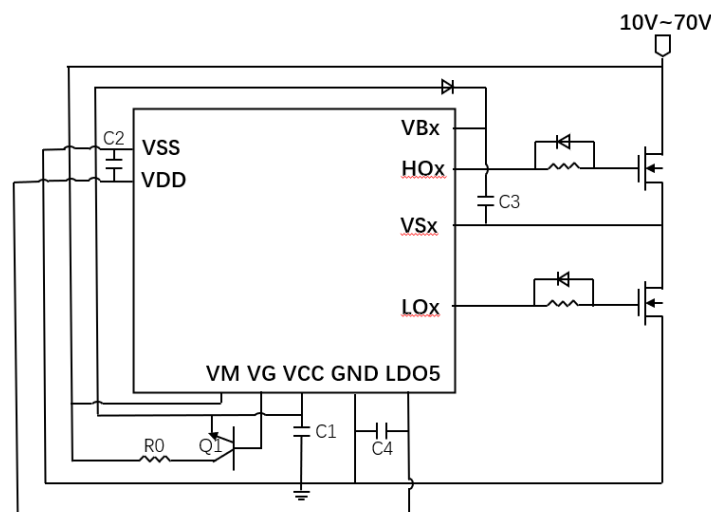 10V~70V
C2
VSS
VDD
VBx
HOx
C3
VSx
LOx
VM VG VCC GND LDO5
R0
Q1
C1
C4